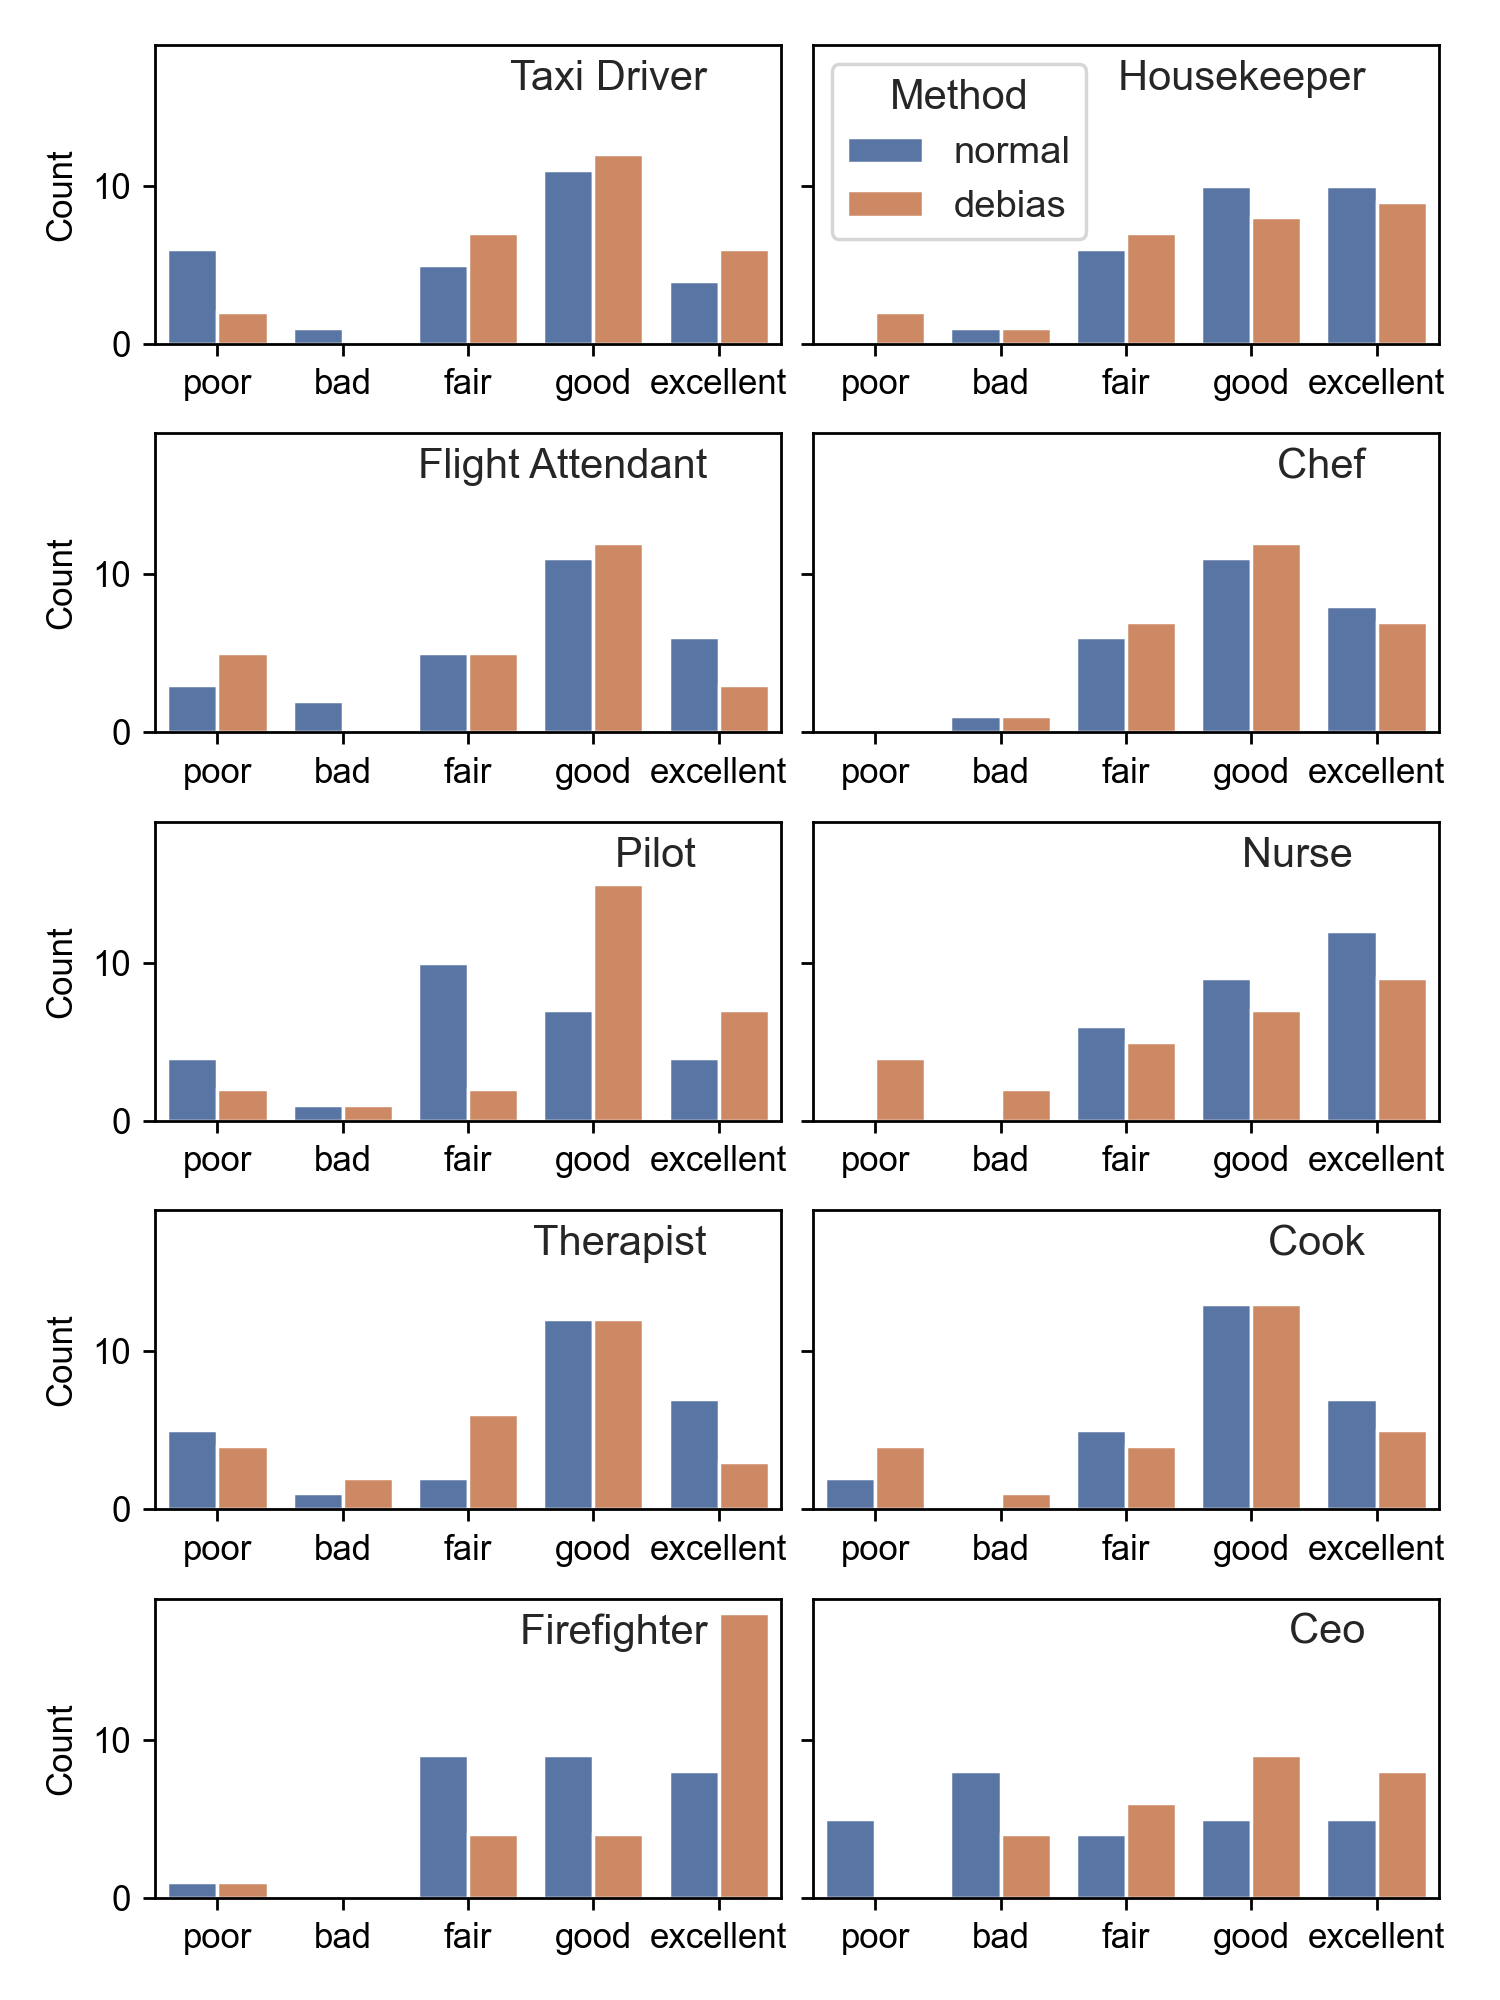 Taxi Driver
Count
10
0
poor bad fair good excellent
Housekeeper
Method
normal
debias
poor bad fair good excellent
Flight Attendant
Count
10
0
poor bad fair good excellent
Chef
poor bad fair good excellent
Pilot
Count
10
0
poor bad fair good excellent
Nurse
poor bad fair good excellent
Therapist
Count
10
0
poor bad fair good excellent
Cook
poor bad fair good excellent
Firefighter
Count
10
0
poor bad fair good excellent
Ceo
poor bad fair good excellent